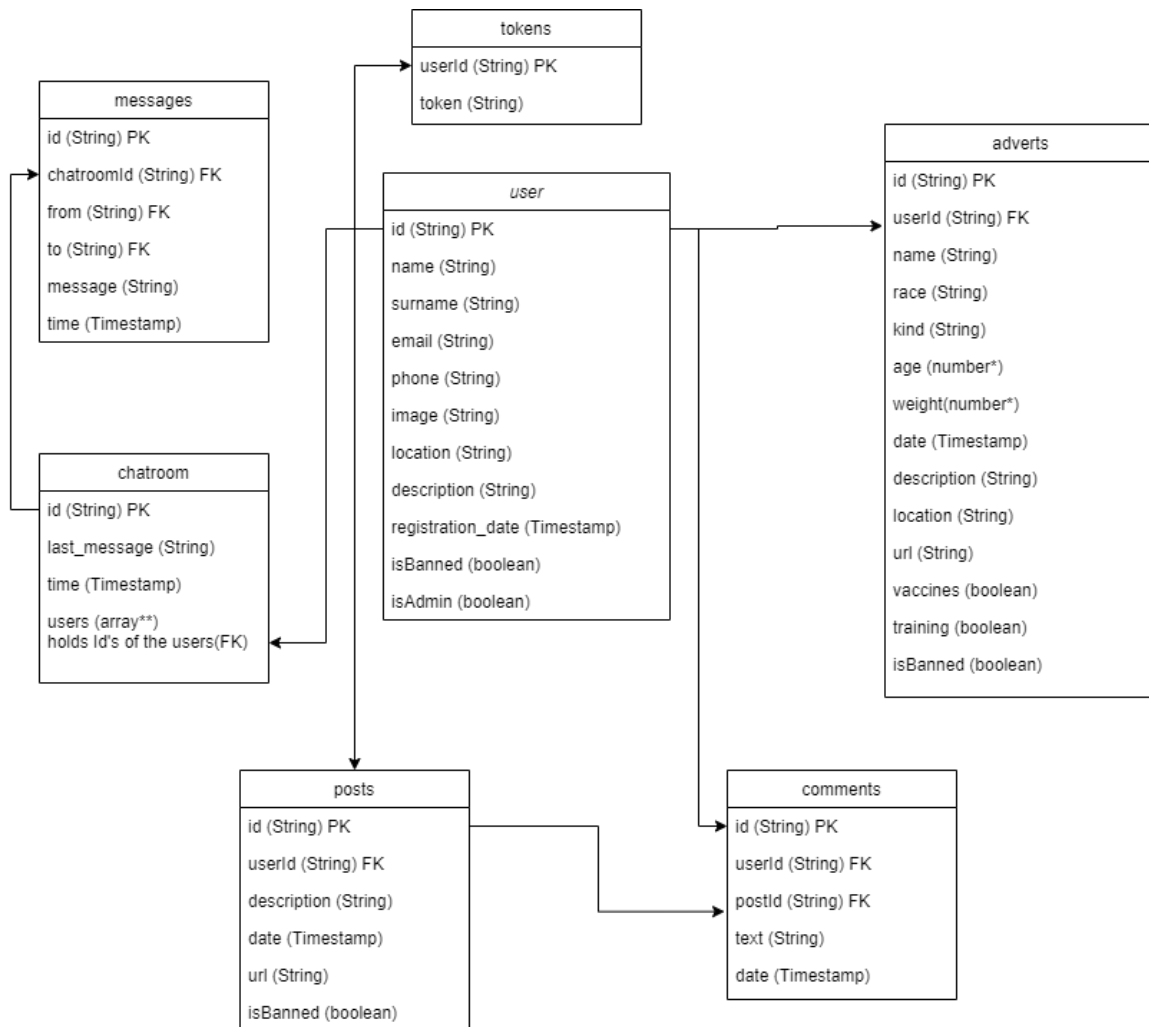 tokens
userId (String) PK
token (String)
messages
id (String) PK
chatroomId (String) FK
from (String) FK
to (String) FK
message (String)
time (Timestamp)
user
id (String) PK
name (String)
surname (String)
email (String)
phone (String)
image (String)
location (String)
description (String)
registration_date (Timestamp)
isBanned (boolean)
isAdmin (boolean)
adverts
id (String) PK
userId (String) FK
name (String)
race (String)
kind (String)
age (number*)
weight(number*)
date (Timestamp)
description (String)
location (String)
url (String)
vaccines (boolean)
training (boolean)
isBanned (boolean)
chatroom
id (String) PK
last_message (String)
time (Timestamp)
users (array**)
holds Id's of the users(FK)
posts
id (String) PK
userId (String) FK
description (String)
date (Timestamp)
url (String)
isBanned (boolean)
comments
id (String) PK
userId (String) FK
postId (String) FK
text (String)
date (Timestamp)